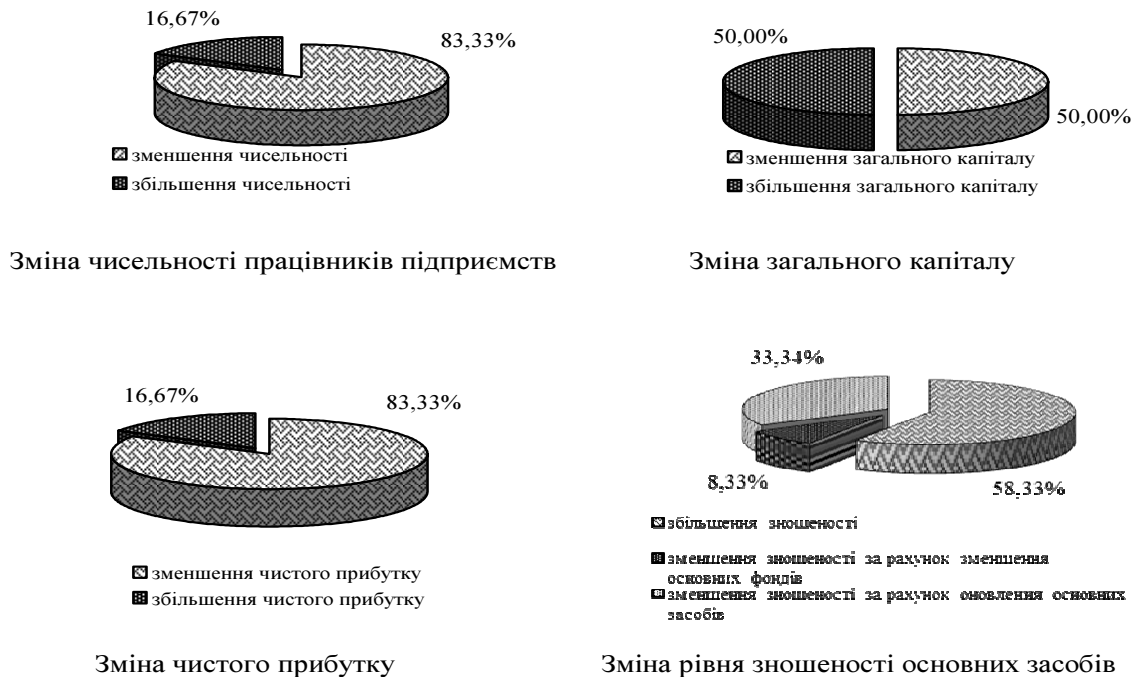 16,67%
83,33%
зменшення чисельності
збільшення чисельності
Зміна чисельності працівників підприємств
50,00%
50,00%
зменшення загального капіталу
збільшення загального капіталу
Зміна загального капіталу
16,67%
83,33%
зменшення чистого прибутку
збільшення чистого прибутку
Зміна чистого прибутку
33,34%
8,33%
58,33%
збільшення зношеності
зменшення зношеності за рахунок зменшення
основних фондів
зменшення зношеності за рахунок оновлення основних
засобів
Зміна рівня зношеності основних засобів